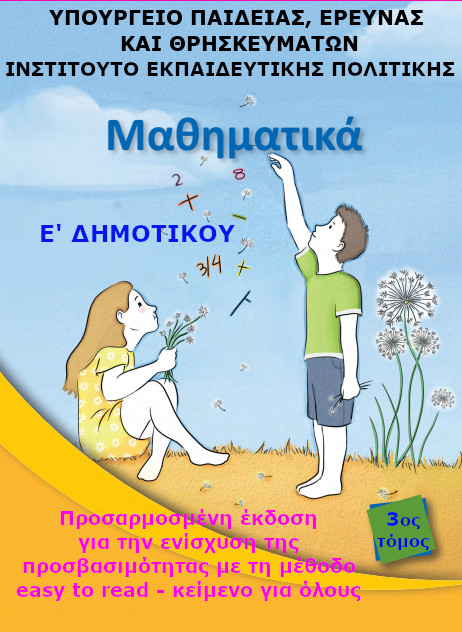 ΥΠΟΥΡΓΕΙΟ ΠΑΙΔΕΙΑΣ, ΕΡΕΥΝΑΣ
ΚΑΙ ΘΡΗΣΚΕΥΜΑΤΩΝ
ΙΝΣΤΙΤΟΥΤΟ ΕΚΠΑΙΔΕΥΤΙΚΗΣ ΠΟΛΙΤΙΚΗΣ
Μαθηματικά
2 8
+ -
Ε' ΔΗΜΟΤΙΚΟΥ
3/4 +
Προσαρμοσμένη έκδοση
για την ενίσχυση της
προσβασιμότητας με τη μέθοδο
easy to read - κείμενο για όλους
3ος
τόμος